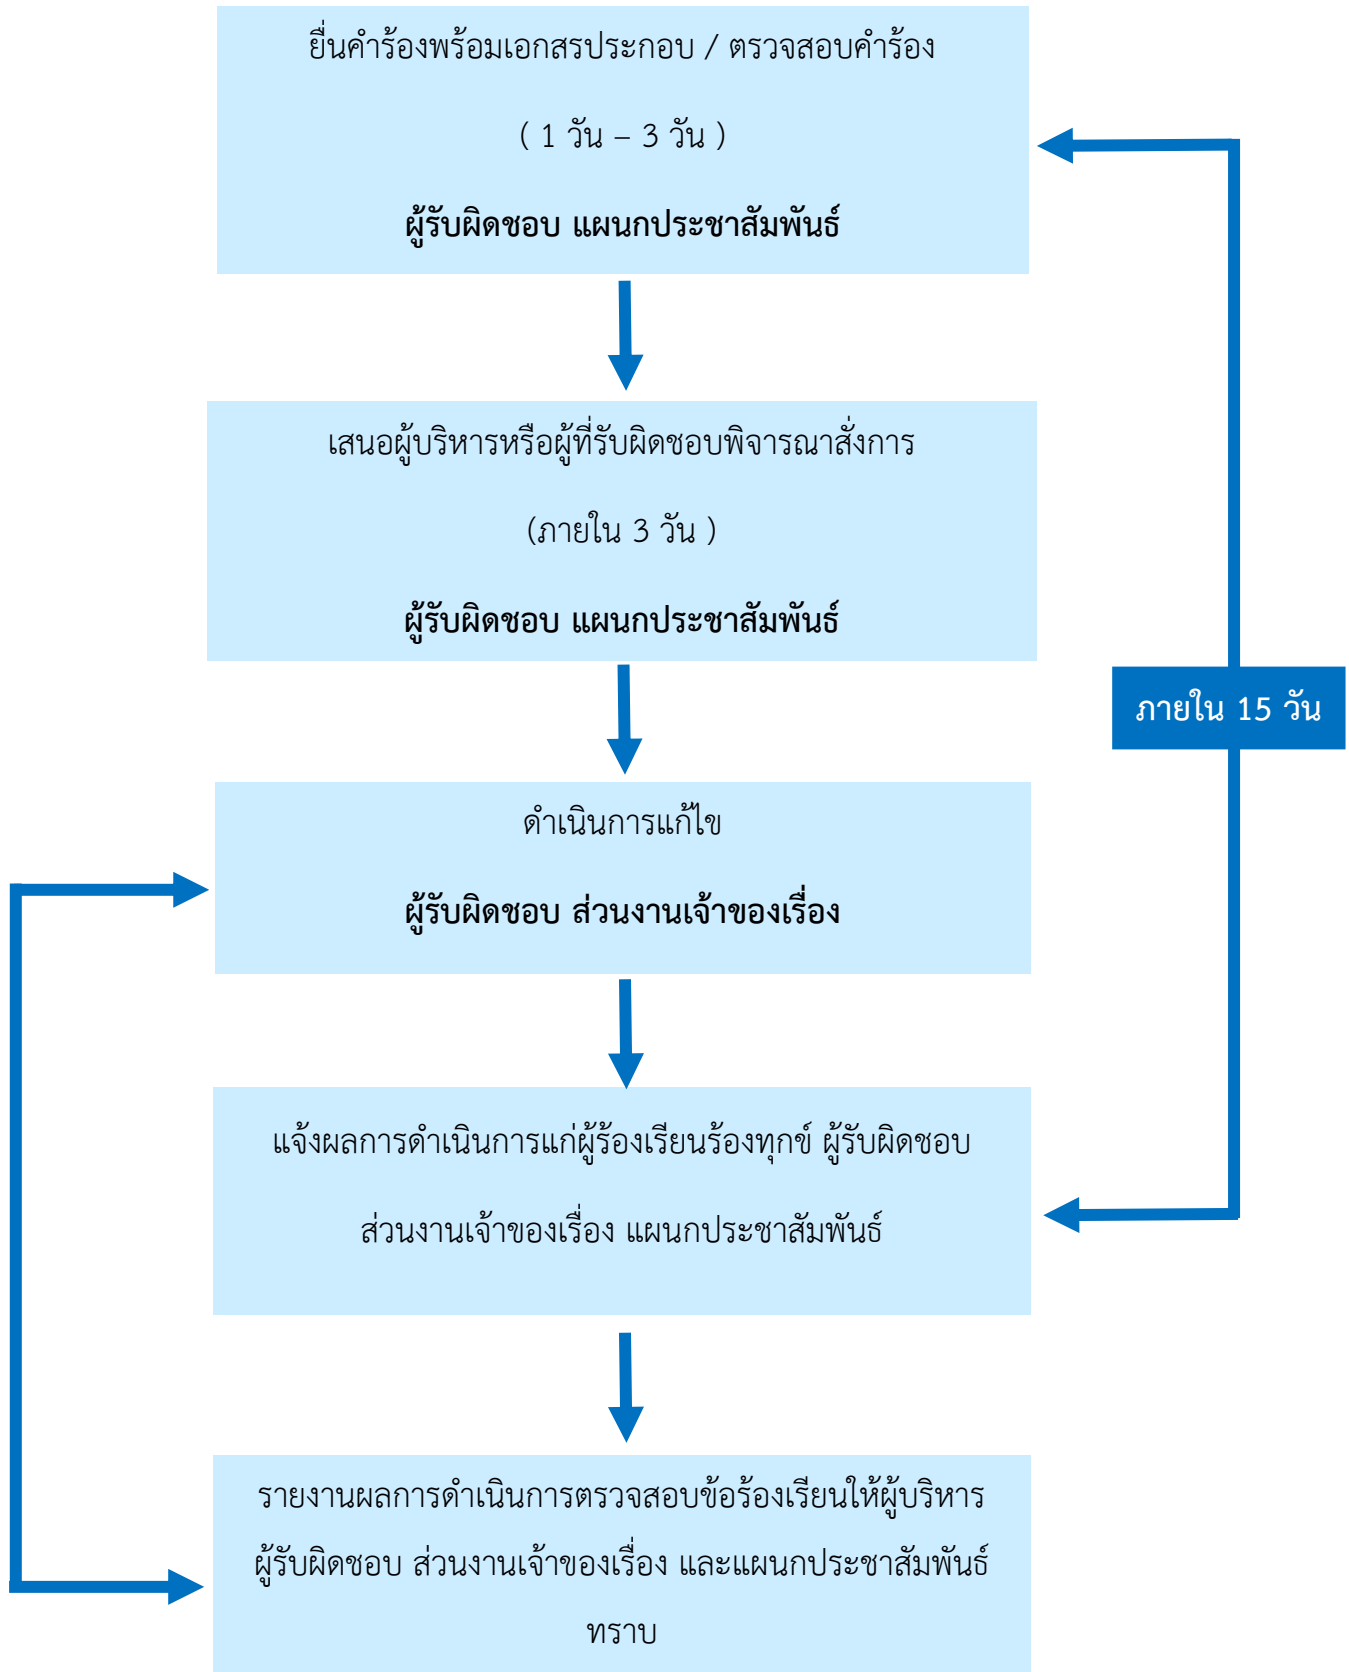 ยื่นคำร้องพร้อมเอกสรประกอบ / ตรวจสอบคำร้อง
( 1 วัน – 3 วัน )
ผู้รับผิดชอบ แผนกประชาสัมพันธ์
เสนอผู้บริหารหรือผู้ที่รับผิดชอบพิจารณาสั่งการ
(ภายใน 3 วัน )
ผู้รับผิดชอบ แผนกประชาสัมพันธ์
ภายใน 15 วัน
ดำเนินการแก้ไข
ผู้รับผิดชอบ ส่วนงานเจ้าของเรื่อง
แจ้งผลการดำเนินการแก่ผู้ร้องเรียนร้องทุกข์ ผู้รับผิดชอบ
ส่วนงานเจ้าของเรื่อง แผนกประชาสัมพันธ์
รายงานผลการดำเนินการตรวจสอบข้อร้องเรียนให้ผู้บริหาร
ผู้รับผิดชอบ ส่วนงานเจ้าของเรื่อง และแผนกประชาสัมพันธ์
ทราบ